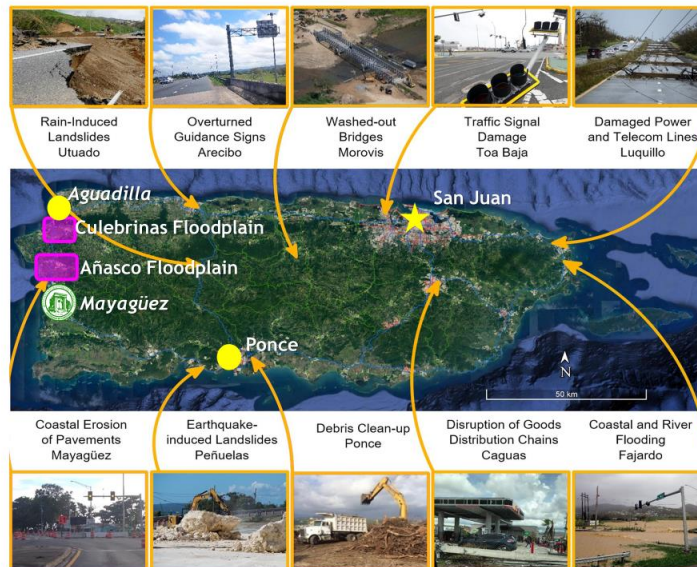 Rain-Induced
Landslides
Utuado
Overturned
Guidance Signs
Arecibo
Washed-out
Bridges
Morovis
Traffic Signal
Damage
Toa Baja
Damaged Power
and Telecom Lines
Luquillo
Aguadilla
San Juan
Culebrinas Floodplain
Añasco Floodplain
Mayagüez
Ponce
N
50 km
Coastal Erosion
of Pavements
Mayagüez
Earthquake-
induced Landslides
Peñuelas
Debris Clean-up
Ponce
Disruption of Goods
Distribution Chains
Caguas
Coastal and River
Flooding
Fajardo